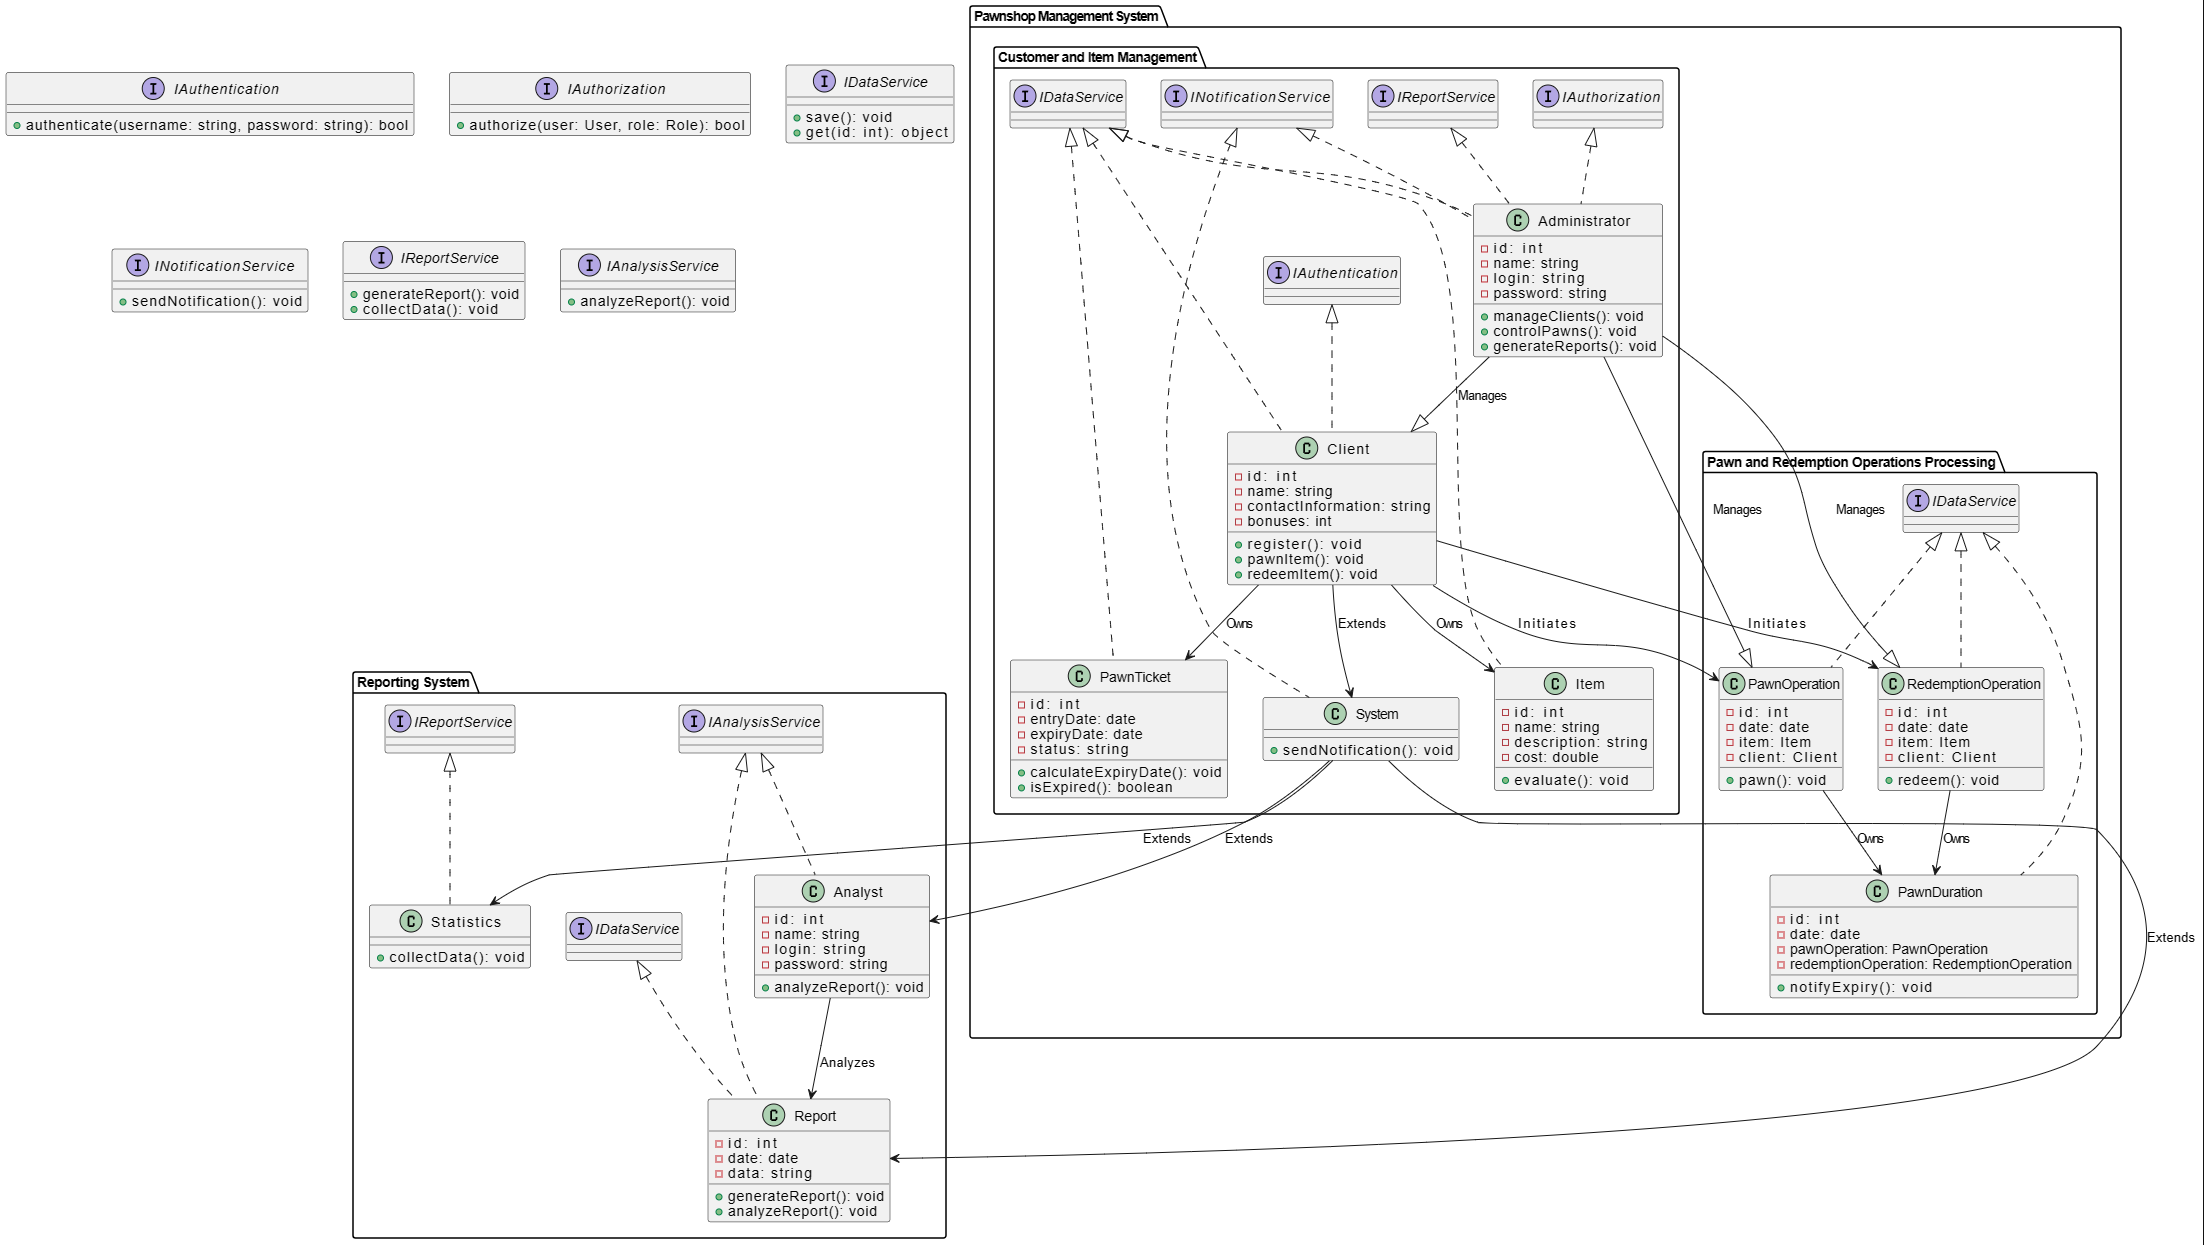 Pawnshop Management System
Customer and Item Management
IAuthentication
authenticate(username: string, password: string): bool
IAuthorization
authorize(user: User, role: Role): bool
IDataService
save(): void
get(id: int): object
INotificationService
sendNotification(): void
IReportService
generateReport(): void
collectData(): void
IAnalysisService
analyzeReport(): void
IDataService
INotificationService
IReportService
IAuthorization
Administrator
id: int
name: string
login: string
password: string
manageClients(): void
controlPawns(): void
generateReports(): void
IAuthentication
Manages
Client
id: int
name: string
contactInformation: string
bonuses: int
register(): void
pawnItem(): void
redeemItem(): void
Owns
Extends
Owns
Initiates
Initiates
PawnTicket
id: int
entryDate: date
expiryDate: date
status: string
calculateExpiryDate(): void
isExpired(): boolean
System
sendNotification(): void
Item
id: int
name: string
description: string
cost: double
evaluate(): void
Pawn and Redemption Operations Processing
Manages
Manages
IDataService
PawnOperation
id: int
date: date
item: Item
client: Client
pawn(): void
RedemptionOperation
id: int
date: date
item: Item
client: Client
redeem(): void
Owns
Owns
PawnDuration
id: int
date: date
pawnOperation: PawnOperation
redemptionOperation: RedemptionOperation
notifyExpiry(): void
Extends
Extends
Extends
Reporting System
IReportService
IAnalysisService
Statistics
collectData(): void
IDataService
Analyst
id: int
name: string
login: string
password: string
analyzeReport(): void
Analyzes
Report
id: int
date: date
data: string
generateReport(): void
analyzeReport(): void